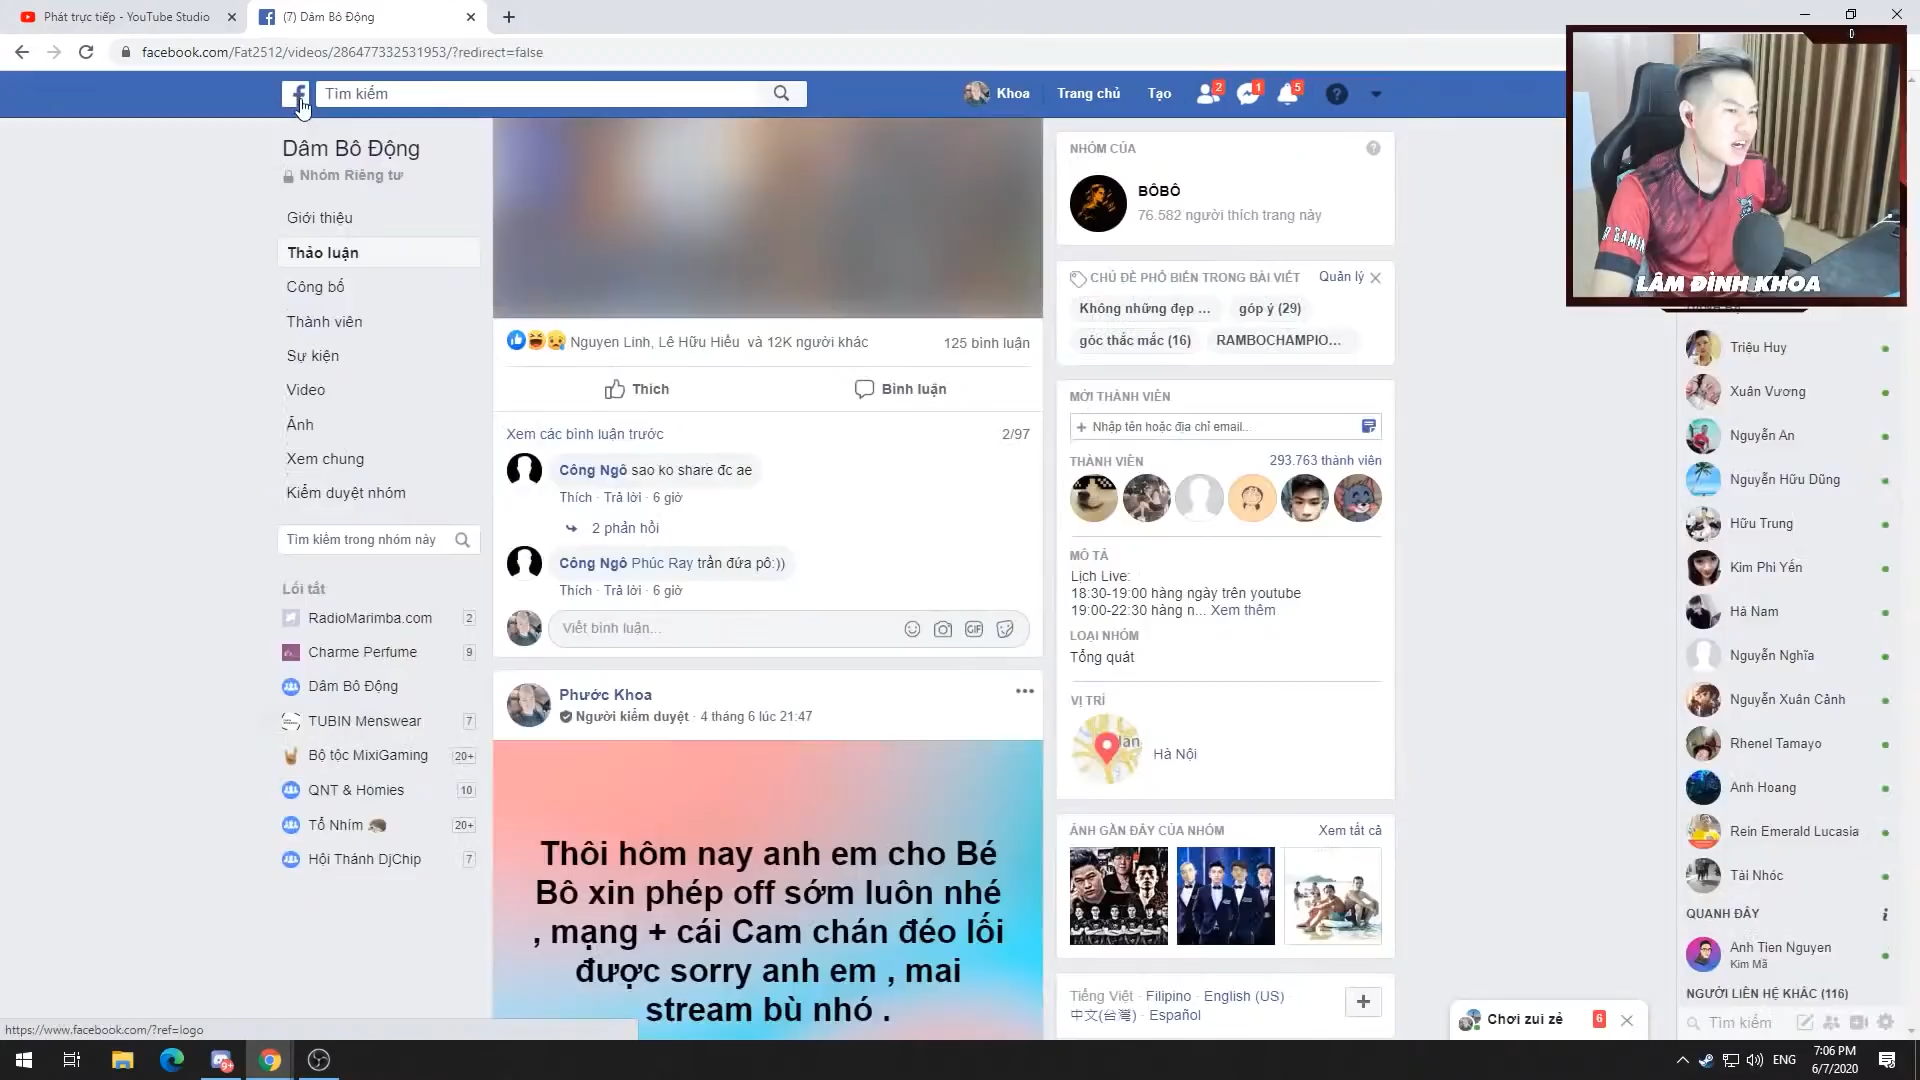 Phát trực tiếp - YouTube Studio
(7) Dâm Bô Động
facebook.com/Fat2512/videos/286477332531953/?redirect=false
Tìm kiếm
Khoa
Trang chủ
Tạo
2
1
5
LÂM ĐÌNH KHOA
Dâm Bô Động
Nhóm Riêng tư
Giới thiệu
Thảo luận
Công bố
Thành viên
Sự kiện
Video
Ảnh
Xem chung
Kiểm duyệt nhóm
Tìm kiếm trong nhóm này
Lối tắt
RadioMarimba.com 2
Charme Perfume 9
Dâm Bô Động
TUBIN Menswear 7
Bộ tộc MixiGaming 20+
QNT & Homies 10
Tổ Nhím 20+
Hội Thánh DjChip 7
Nguyen Linh, Lê Hữu Hiếu và 12K người khác
125 bình luận
Thích
Bình luận
Xem các bình luận trước
2/97
Công Ngô sao ko share đc ae
Thích · Trả lời · 6 giờ
2 phản hồi
Công Ngô Phúc Ray trần đứa pô:))
Thích · Trả lời · 6 giờ
Viết bình luận...
GIF
Phước Khoa
Người kiểm duyệt · 4 tháng 6 lúc 21:47
Thôi hôm nay anh em cho Bé
Bô xin phép off sớm luôn nhé
, mạng + cái Cam chán đéo lối
được sorry anh em , mai
stream bù nhó .
NHÓM CỦA
BÔBÔ
76.582 người thích trang này
CHỦ ĐỀ PHỔ BIẾN TRONG BÀI VIẾT
Quản lý
Không những đẹp ...
góp ý (29)
góc thắc mắc (16)
RAMBOCHAMPIO...
MỜI THÀNH VIÊN
+ Nhập tên hoặc địa chỉ email..
THÀNH VIÊN
293.763 thành viên
MÔ TẢ
Lịch Live:
18:30-19:00 hàng ngày trên youtube
19:00-22:30 hàng n... Xem thêm
LOẠI NHÓM
Tổng quát
VỊ TRÍ
Hà Nội
ẢNH GẦN ĐÂY CỦA NHÓM
Xem tất cả
Tiếng Việt · Filipino · English (US) ·
中文(台灣) · Español
Triệu Huy
Xuân Vương
Nguyễn An
Nguyễn Hữu Dũng
Hữu Trung
Kim Phi Yến
Hà Nam
Nguyễn Nghĩa
Nguyễn Xuân Cảnh
Rhenel Tamayo
Anh Hoang
Rein Emerald Lucasia
Tài Nhóc
QUANH ĐÂY
Anh Tien Nguyen
Kim Mã
NGƯỜI LIÊN HỆ KHÁC (116)
Tìm kiếm
Chơi zui zẻ 6
https://www.facebook.com/?ref=logo
9+
ENG
7:06 PM
6/7/2020